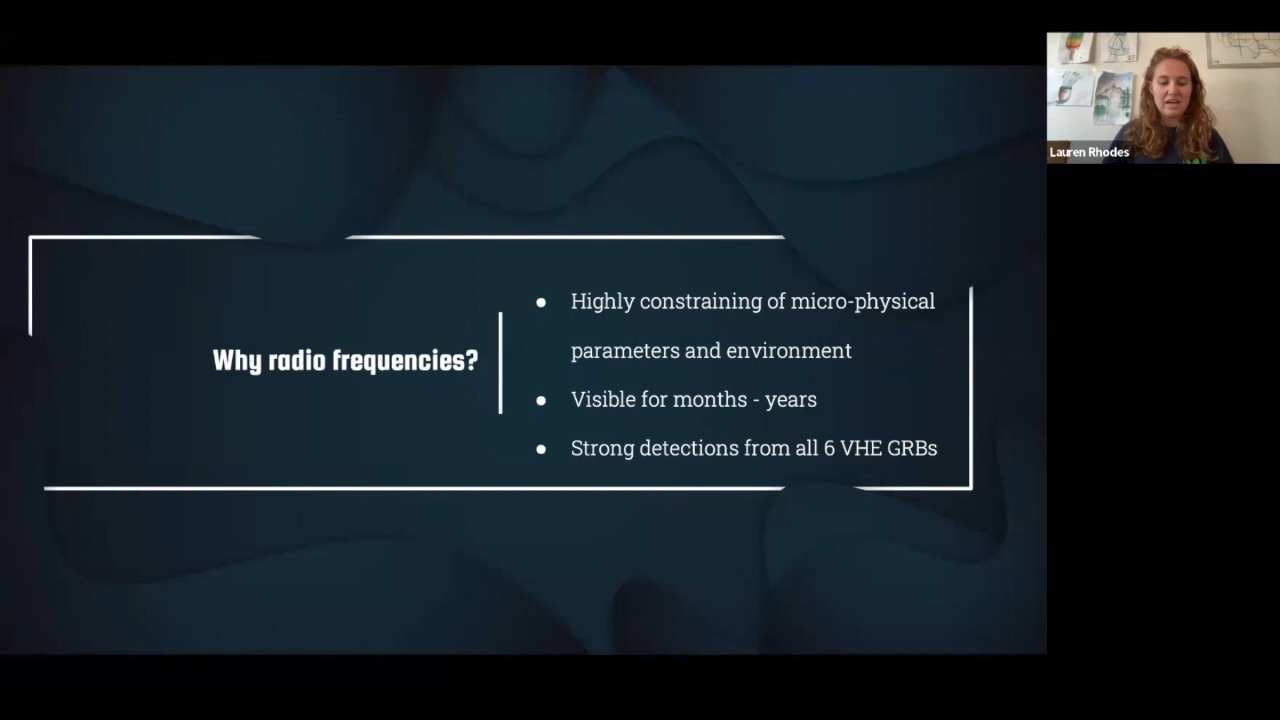 Lauren Rhodes
Why radio frequencies?
● Highly constraining of micro-physical
parameters and environment
● Visible for months - years
● Strong detections from all 6 VHE GRBs